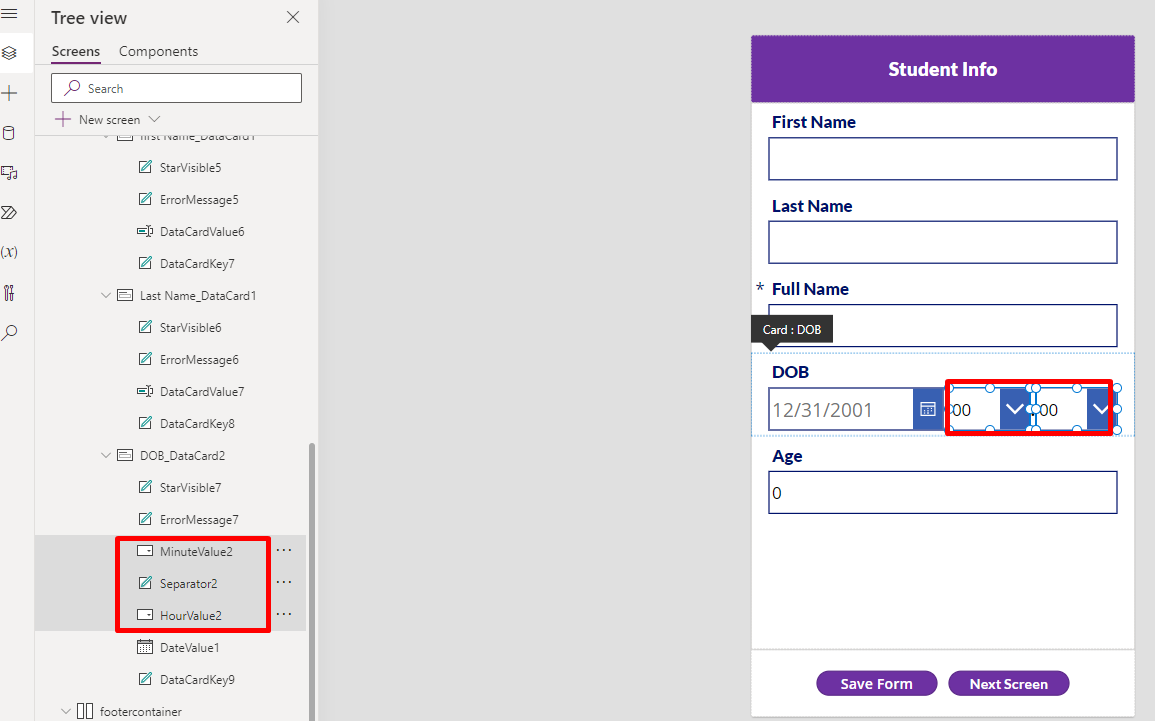 Tree view
Screens
Components
Search
New screen
first Name_DataCard1
StarVisible5
ErrorMessage5
DataCardValue6
DataCardKey7
Last Name_DataCard1
StarVisible6
ErrorMessage6
DataCardValue7
DataCardKey8
DOB_DataCard2
StarVisible7
ErrorMessage7
MinuteValue2
Separator2
HourValue2
DateValue1
DataCardKey9
footercontainer
(x)
Student Info
First Name
Last Name
* Full Name
Card : DOB
DOB
12/31/2001
00 : 00
Age
0
Save Form
Next Screen